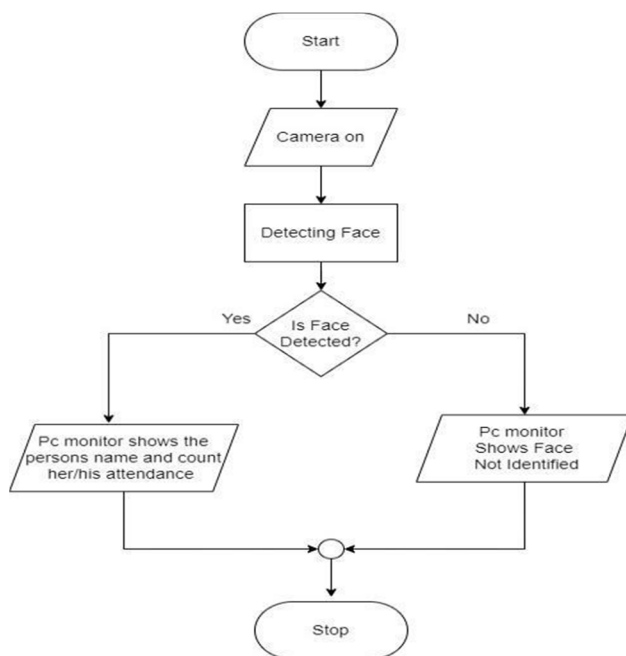 Start
Camera on
Detecting Face
Yes
Is Face
Detected?
No
Pc monitor shows the
persons name and count
her/his attendance
Pc monitor
Shows Face
Not Identified
Stop